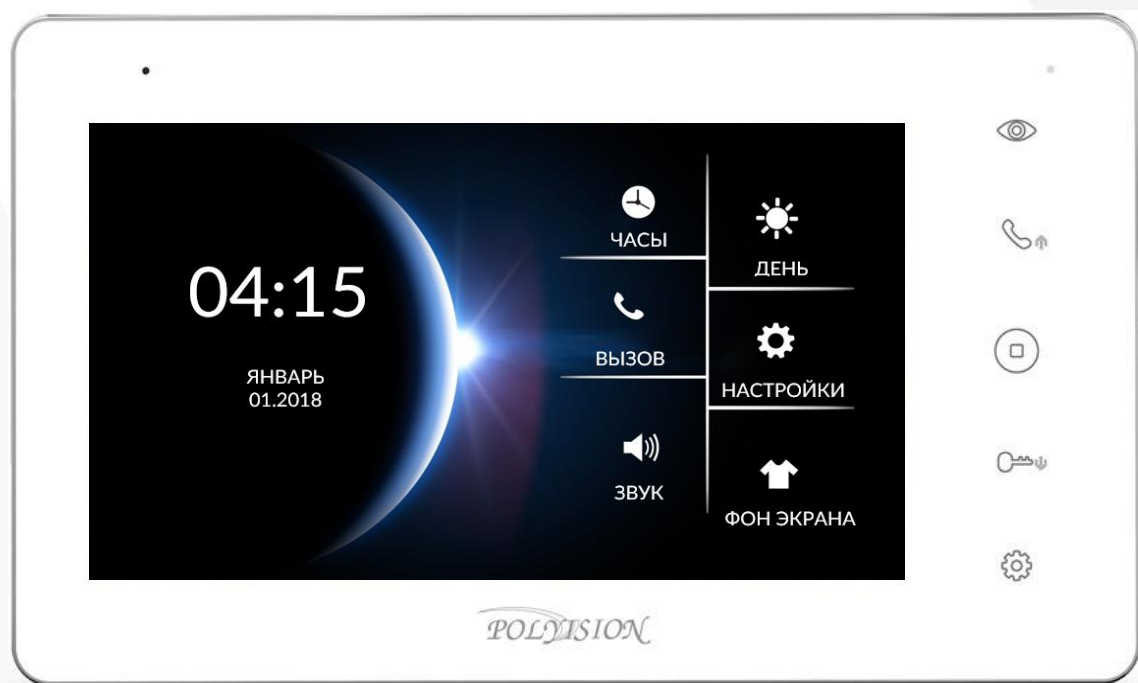 04:15
ЯНВАРЬ
01.2018
ЧАСЫ
ВЫЗОВ
ЗВУК
ДЕНЬ
НАСТРОЙКИ
ФОН ЭКРАНА
POLYVISION